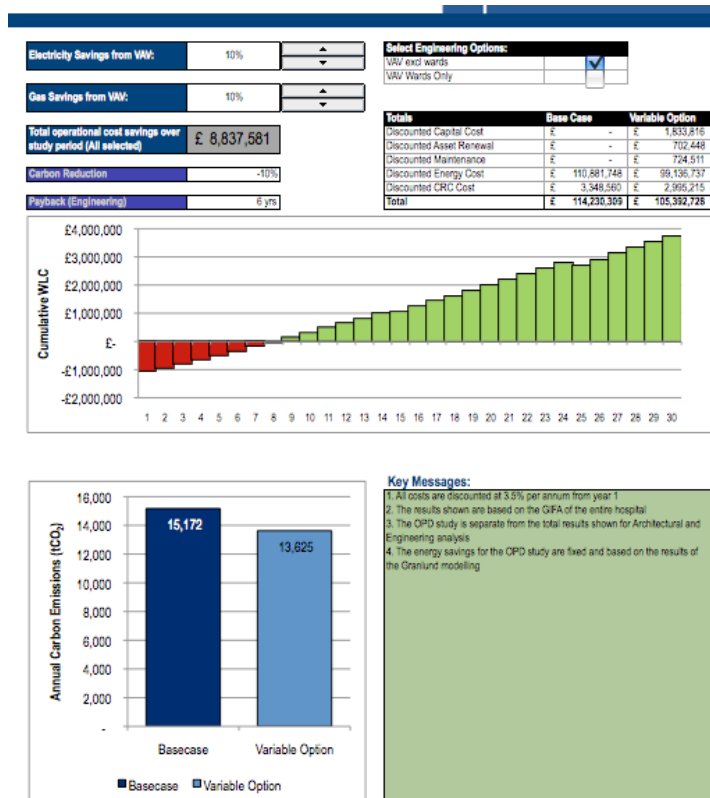 Electricity Savings from VAV: 10%
Gas Savings from VAV: 10%
Total operational cost savings over
study period (All selected) £ 8,837,581
Carbon Reduction -10%
Payback (Engineering) 6 yrs
Select Engineering Options:
VAV excl wards
VAV Wards Only
Totals Base Case Variable Option
Discounted Capital Cost £ - £ 1,833,816
Discounted Asset Renewal £ - £ 702,448
Discounted Maintenance £ - £ 724,511
Discounted Energy Cost £ 110,881,748 £ 99,136,737
Discounted CRC Cost £ 3,348,560 £ 2,995,215
Total £ 114,230,309 £ 105,392,728
Cumulative WLC
£4,000,000
£3,000,000
£2,000,000
£1,000,000
£-
-£1,000,000
-£2,000,000
1 2 3 4 5 6 7 8 9 10 11 12 13 14 15 16 17 18 19 20 21 22 23 24 25 26 27 28 29 30
Annual Carbon Emissions (tCO₂)
16,000
14,000
12,000
10,000
8,000
6,000
4,000
2,000
-
15,172
13,625
Basecase Variable Option
Basecase Variable Option
Key Messages:
1. All costs are discounted at 3.5% per annum from year 1
2. The results shown are based on the GIFA of the entire hospital
3. The OPD study is separate from the total results shown for Architectural and
Engineering analysis
4. The energy savings for the OPD study are fixed and based on the results of
the Granlund modelling